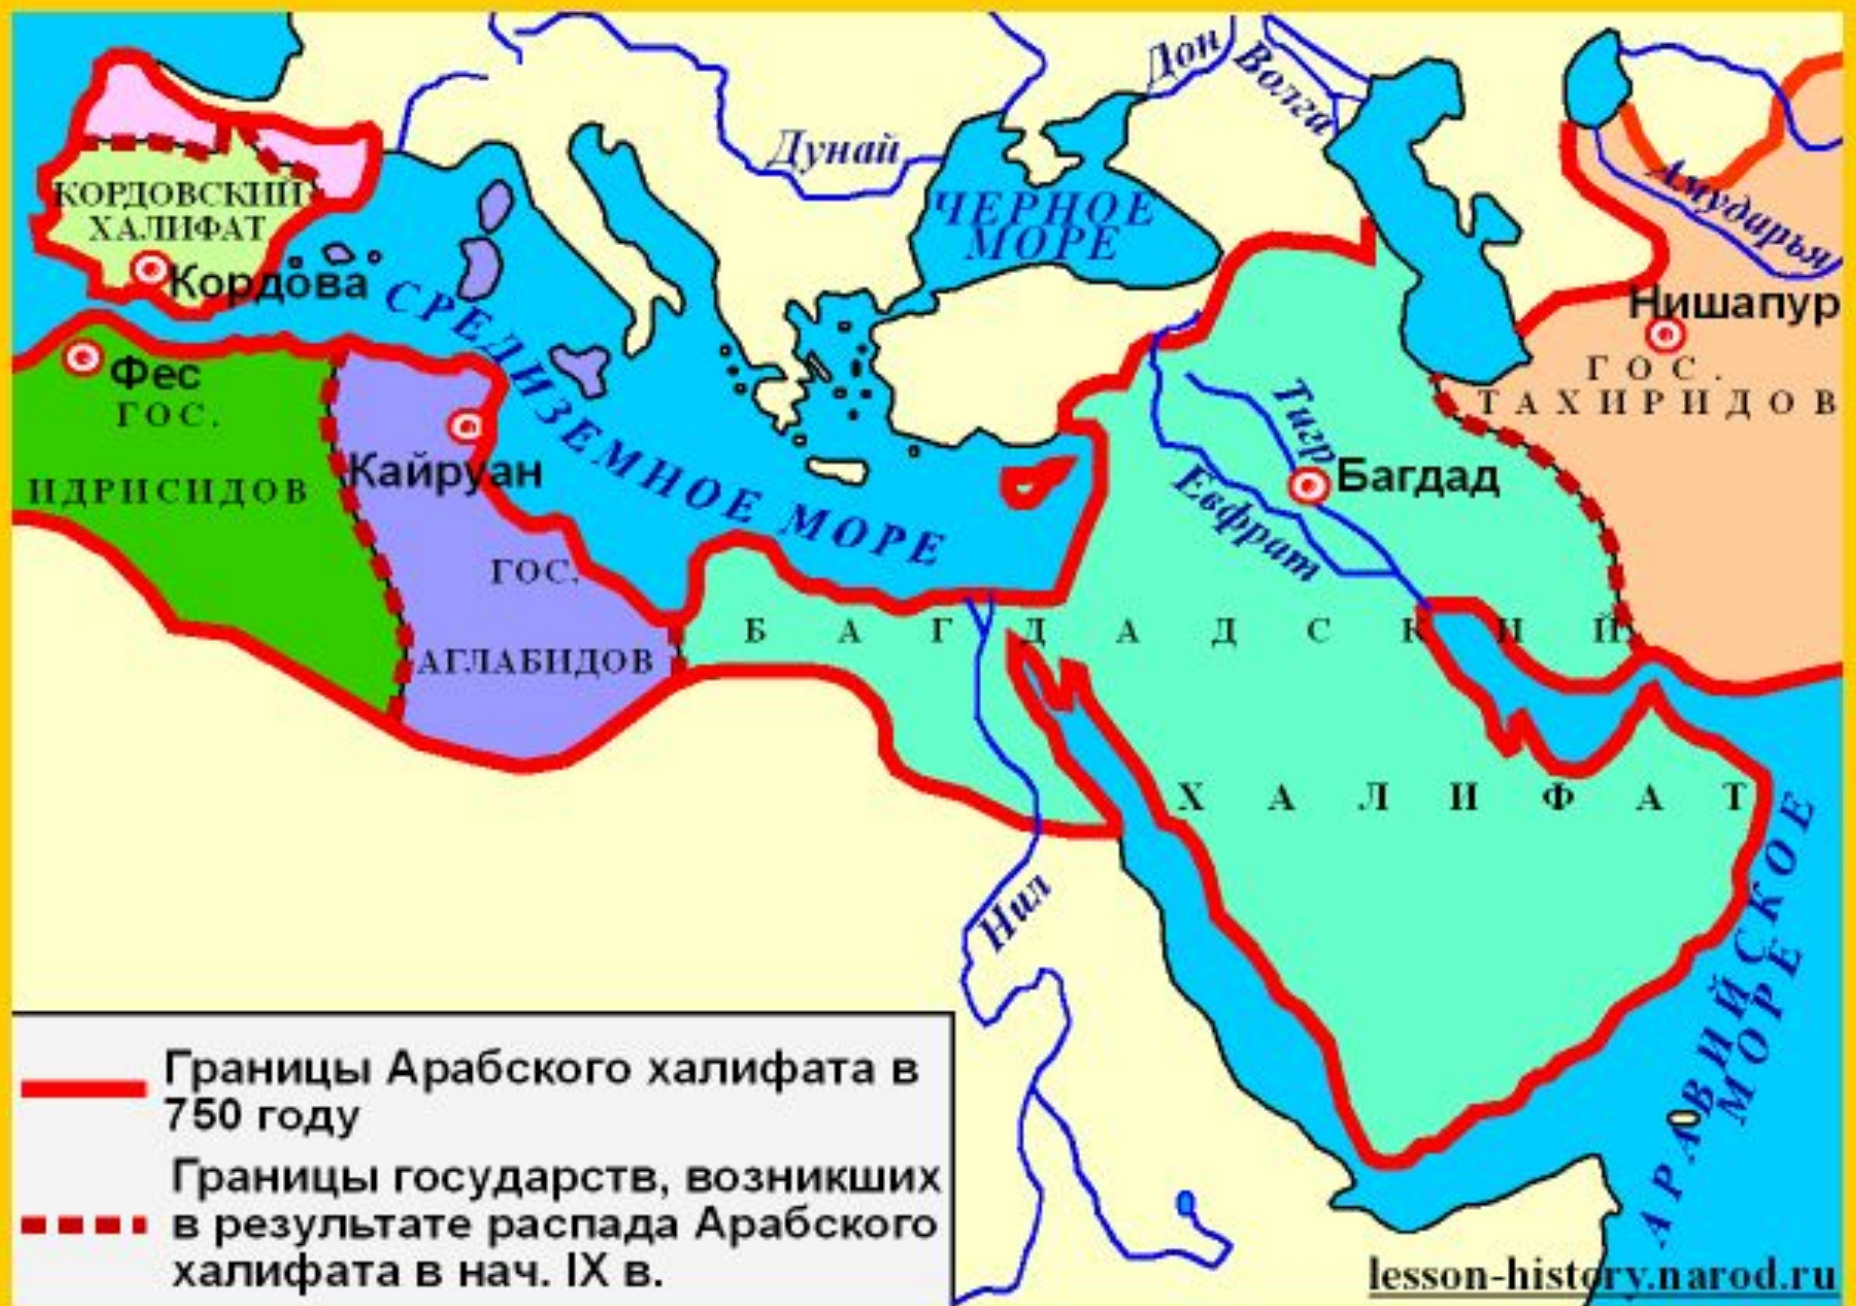 Дон
Волга
Дунай
ЧЕРНОЕ
МОРЕ
Амударья
КОРДОВСКИЙ
ХАЛИФАТ
Кордова
СРЕДИЗЕМНОЕ МОРЕ
Нишапур
ГОС.
ТАХИРИДОВ
Фес
ГОС.
ИДРИСИДОВ
Кайруан
ГОС.
АГЛАБИДОВ
Тигр
Багдад
Евфрат
БАГДАДСКИЙ
ХАЛИФАТ
Нил
АРАВИЙСКОЕ
МОРЕ
Границы Арабского халифата в
750 году
Границы государств, возникших
в результате распада Арабского
халифата в нач. IX в.
lesson-history.narod.ru